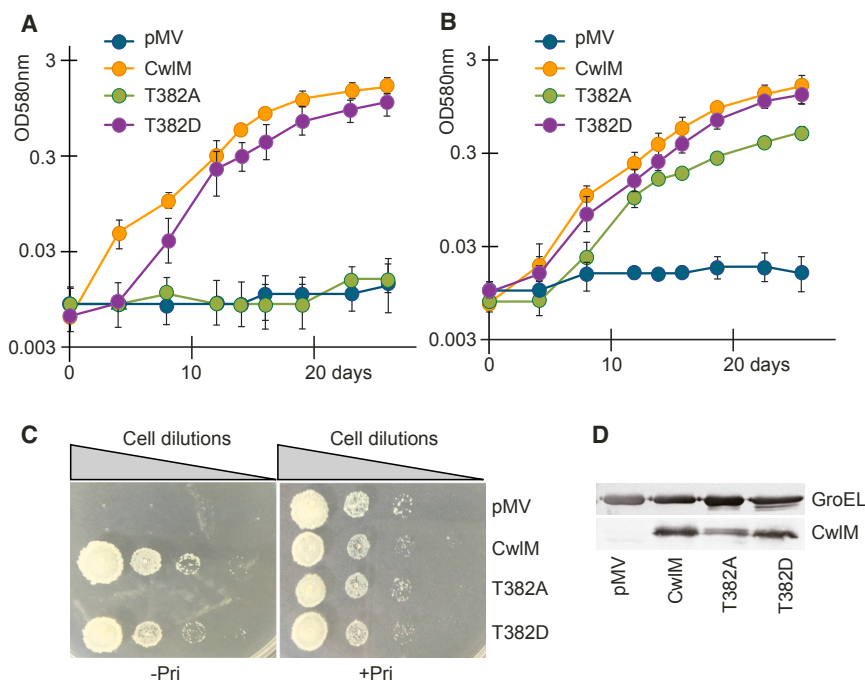 A
OD580nm
3
0.3
0.03
0.003
pMV
CwlM
T382A
T382D
0
10
20 days
B
OD580nm
3
0.3
0.03
0.003
pMV
CwlM
T382A
T382D
0
10
20 days
C
Cell dilutions
Cell dilutions
pMV
CwlM
T382A
T382D
-Pri
+Pri
D
GroEL
CwlM
pMV
CwlM
T382A
T382D